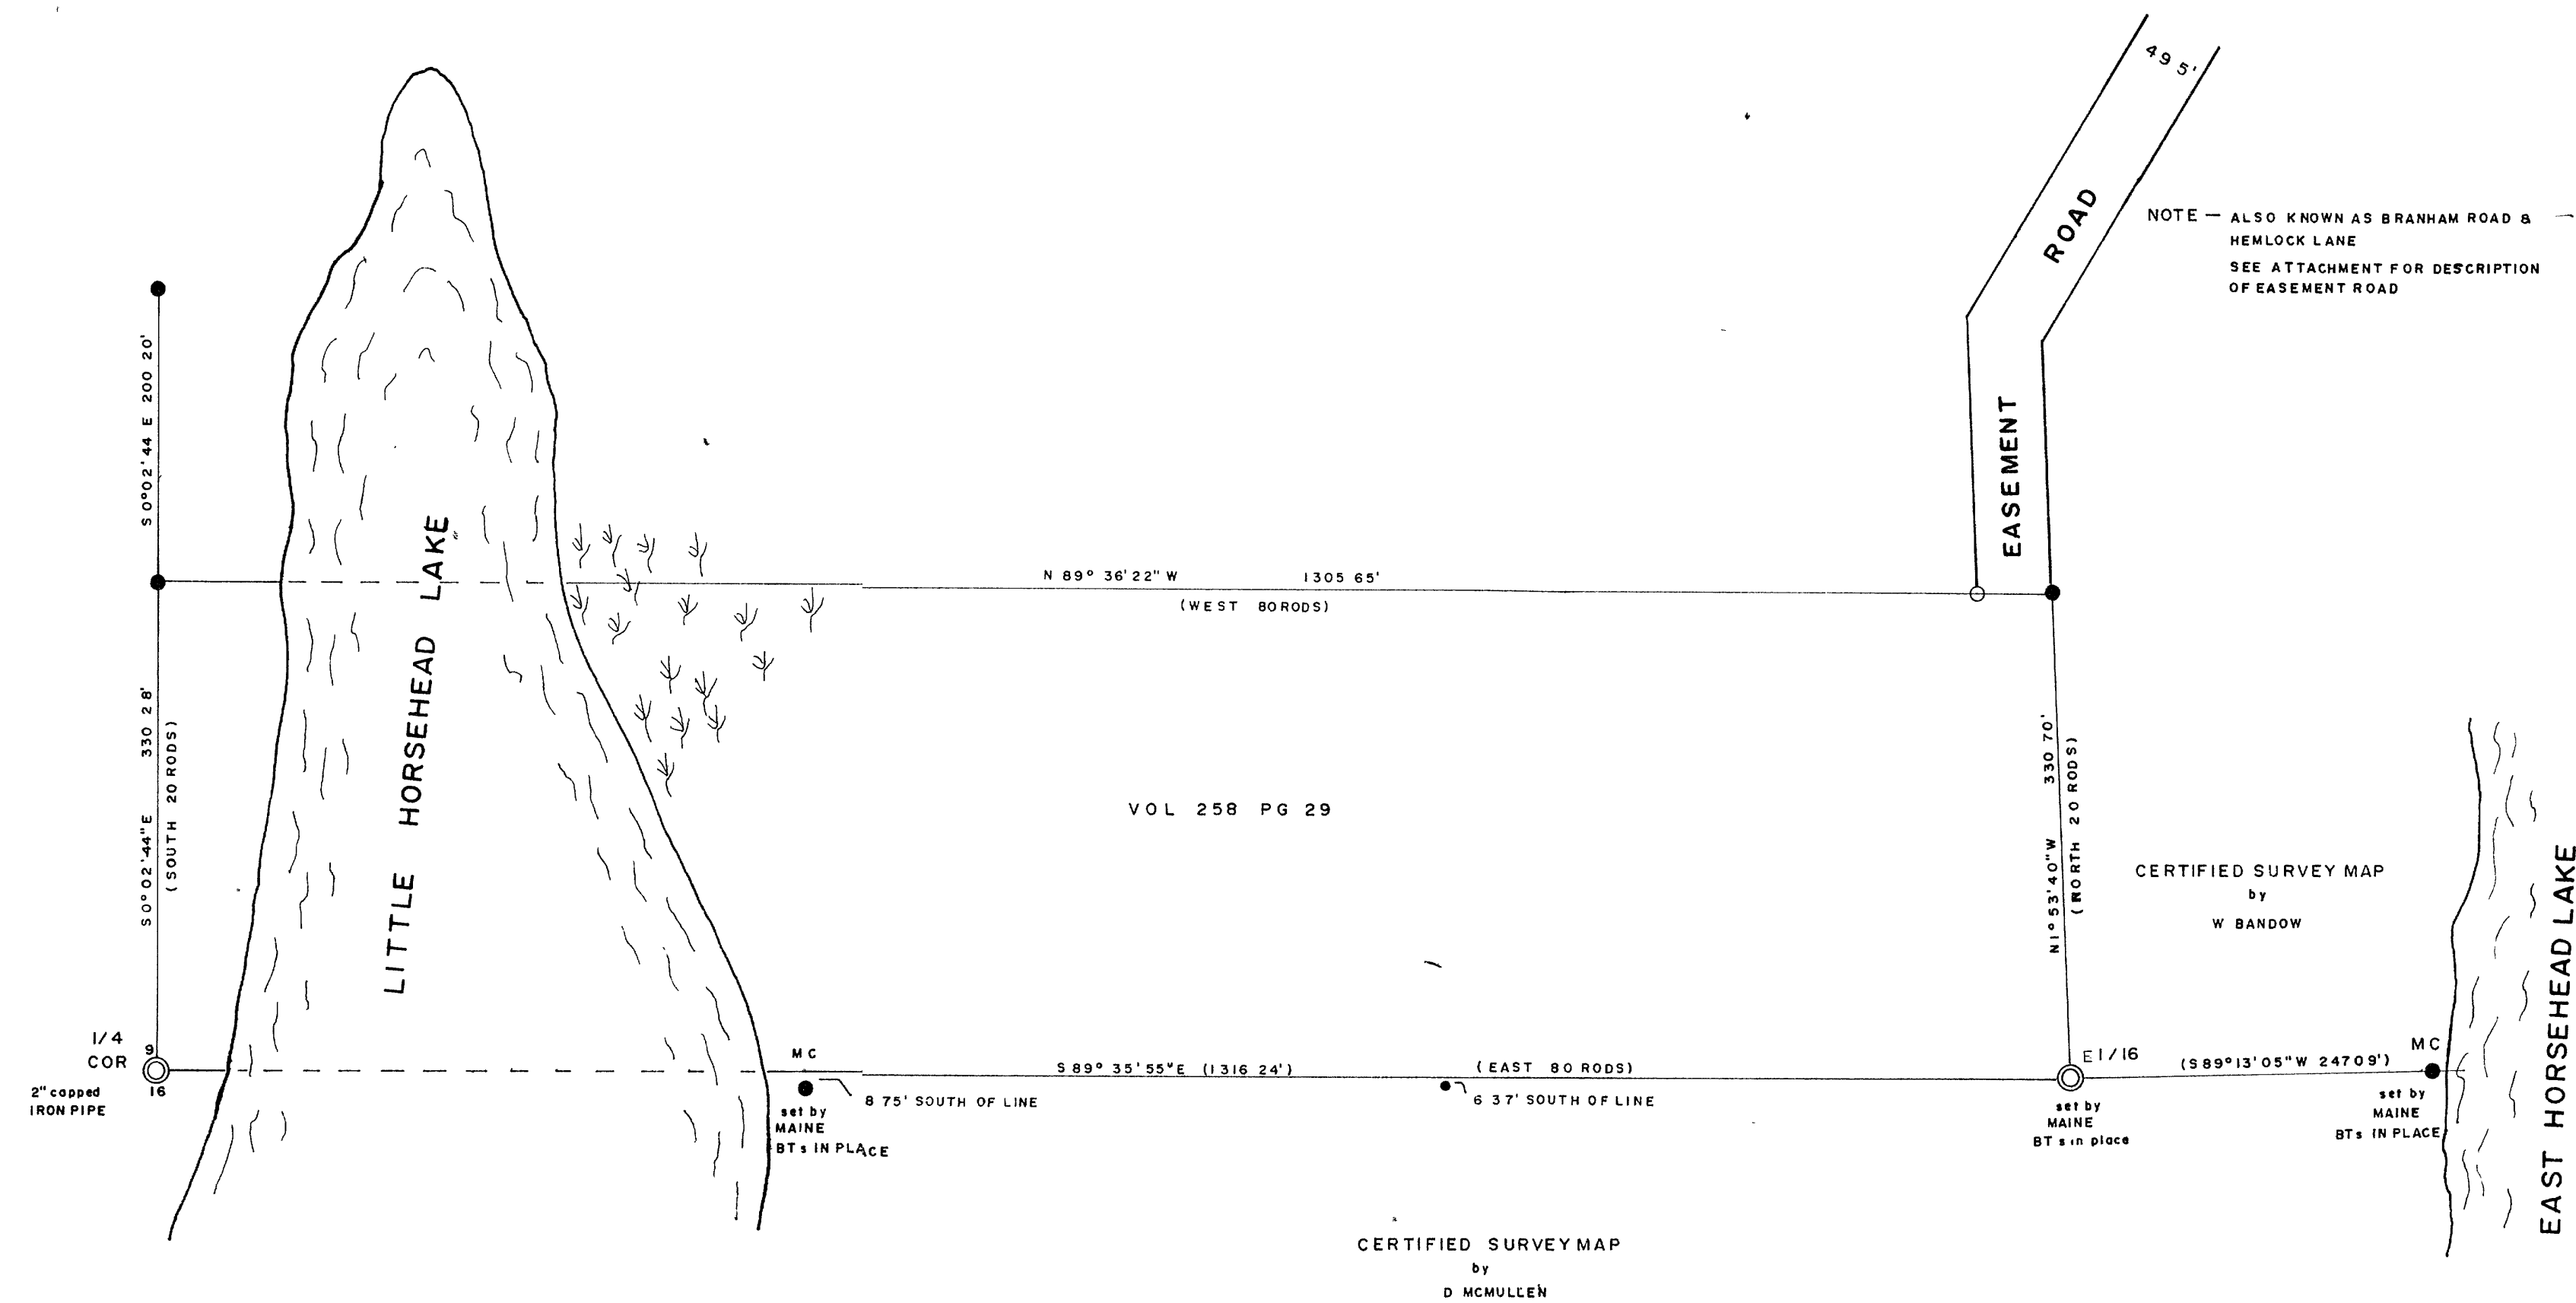 49 5'
ROAD
EASEMENT
NOTE — ALSO KNOWN AS BRANHAM ROAD &
HEMLOCK LANE
SEE ATTACHMENT FOR DESCRIPTION
OF EASEMENT ROAD
S 0°02'44 E 200 20'
LITTLE HORSEHEAD LAKE
N 89° 36'22" W 1305 65'
(WEST 80 RODS)
S 0°02'44"E 330 28'
(SOUTH 20 RODS)
VOL 258 PG 29
N1°53'40"W 330 70'
(NORTH 20 RODS)
CERTIFIED SURVEY MAP
by
W BANDOW
EAST HORSEHEAD LAKE
1/4
COR
9
16
2" capped
IRON PIPE
MC
8 75' SOUTH OF LINE
set by
MAINE
BTs IN PLACE
S 89° 35'55"E (1316 24') (EAST 80 RODS)
6 37' SOUTH OF LINE
E1/16
set by
MAINE
BTs in place
(S89°13'05"W 247 09')
MC
set by
MAINE
BTs IN PLACE
CERTIFIED SURVEY MAP
by
D MCMULLEN